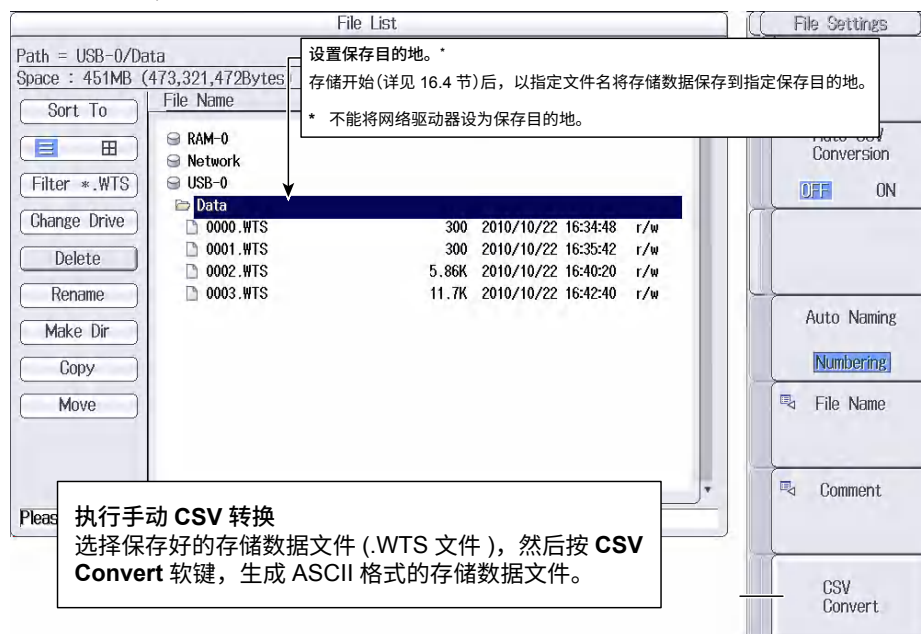 File List
File Settings
Path = USB-0/Data
Space : 451MB (473,321,472Bytes
设置保存目的地。*
存储开始(详见 16.4 节)后，以指定文件名将存储数据保存到指定保存目的地。
* 不能将网络驱动器设为保存目的地。
Sort To
File Name
RAM-0
Network
USB-0
Data
Filter *.WTS
Change Drive
Delete
Rename
Make Dir
Copy
Move
0000.WTS 300 2010/10/22 16:34:48 r/w
0001.WTS 300 2010/10/22 16:35:42 r/w
0002.WTS 5.86K 2010/10/22 16:40:20 r/w
0003.WTS 11.7K 2010/10/22 16:42:40 r/w
Conversion
OFF ON
Auto Naming
Numbering
File Name
Comment
CSV
Convert
Pleas
执行手动 CSV 转换
选择保存好的存储数据文件 (.WTS 文件 )，然后按 CSV
Convert 软键，生成 ASCII 格式的存储数据文件。